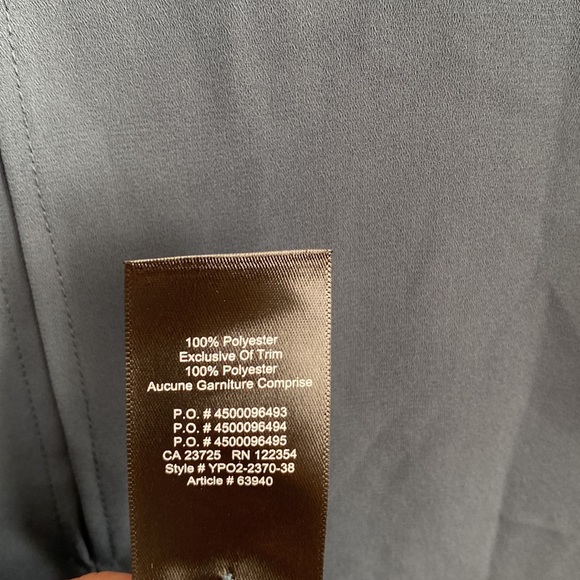 100% Polyester
Exclusive Of Trim
100% Polyester
Aucune Garniture Comprise
P.O. # 4500096493
P.O. # 4500096494
P.O. # 4500096495
CA 23725 RN 122354
Style # YPO2-2370-38
Article # 63940